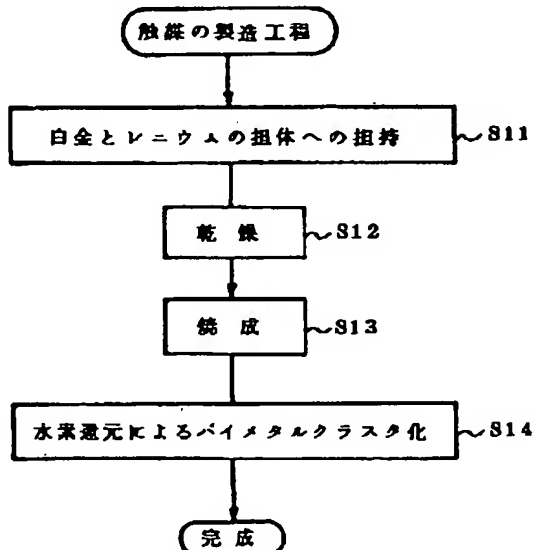 触媒の製造工程
白金とレニウムの担体への担持
S11
乾燥
S12
焼成
S13
水素還元によるバイメタルクラスタ化
S14
完成